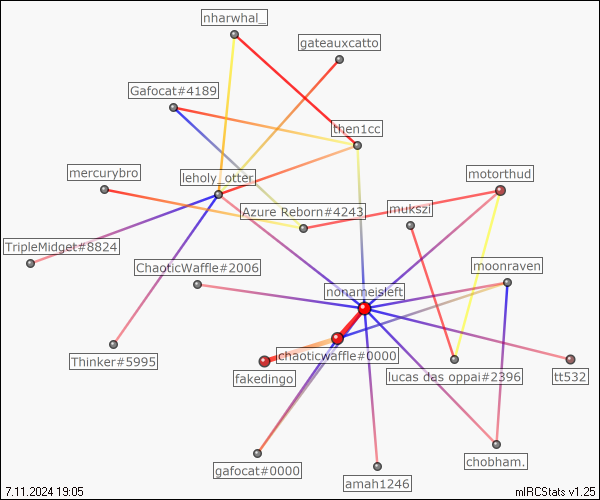 nharwhal_
gateauxcatto
Gafocat#4189
then1cc
mercurybro
leholy_otter
motorthud
Azure Reborn#4243
mukszi
TripleMidget#8824
ChaoticWaffle#2006
moonraven
nonameisleft
Thinker#5995
chaoticwaffle#0000
fakedingo
lucas das oppai#2396
tt532
gafocat#0000
amah1246
chobham.
7.11.2024 19:05
mIRCStats v1.25